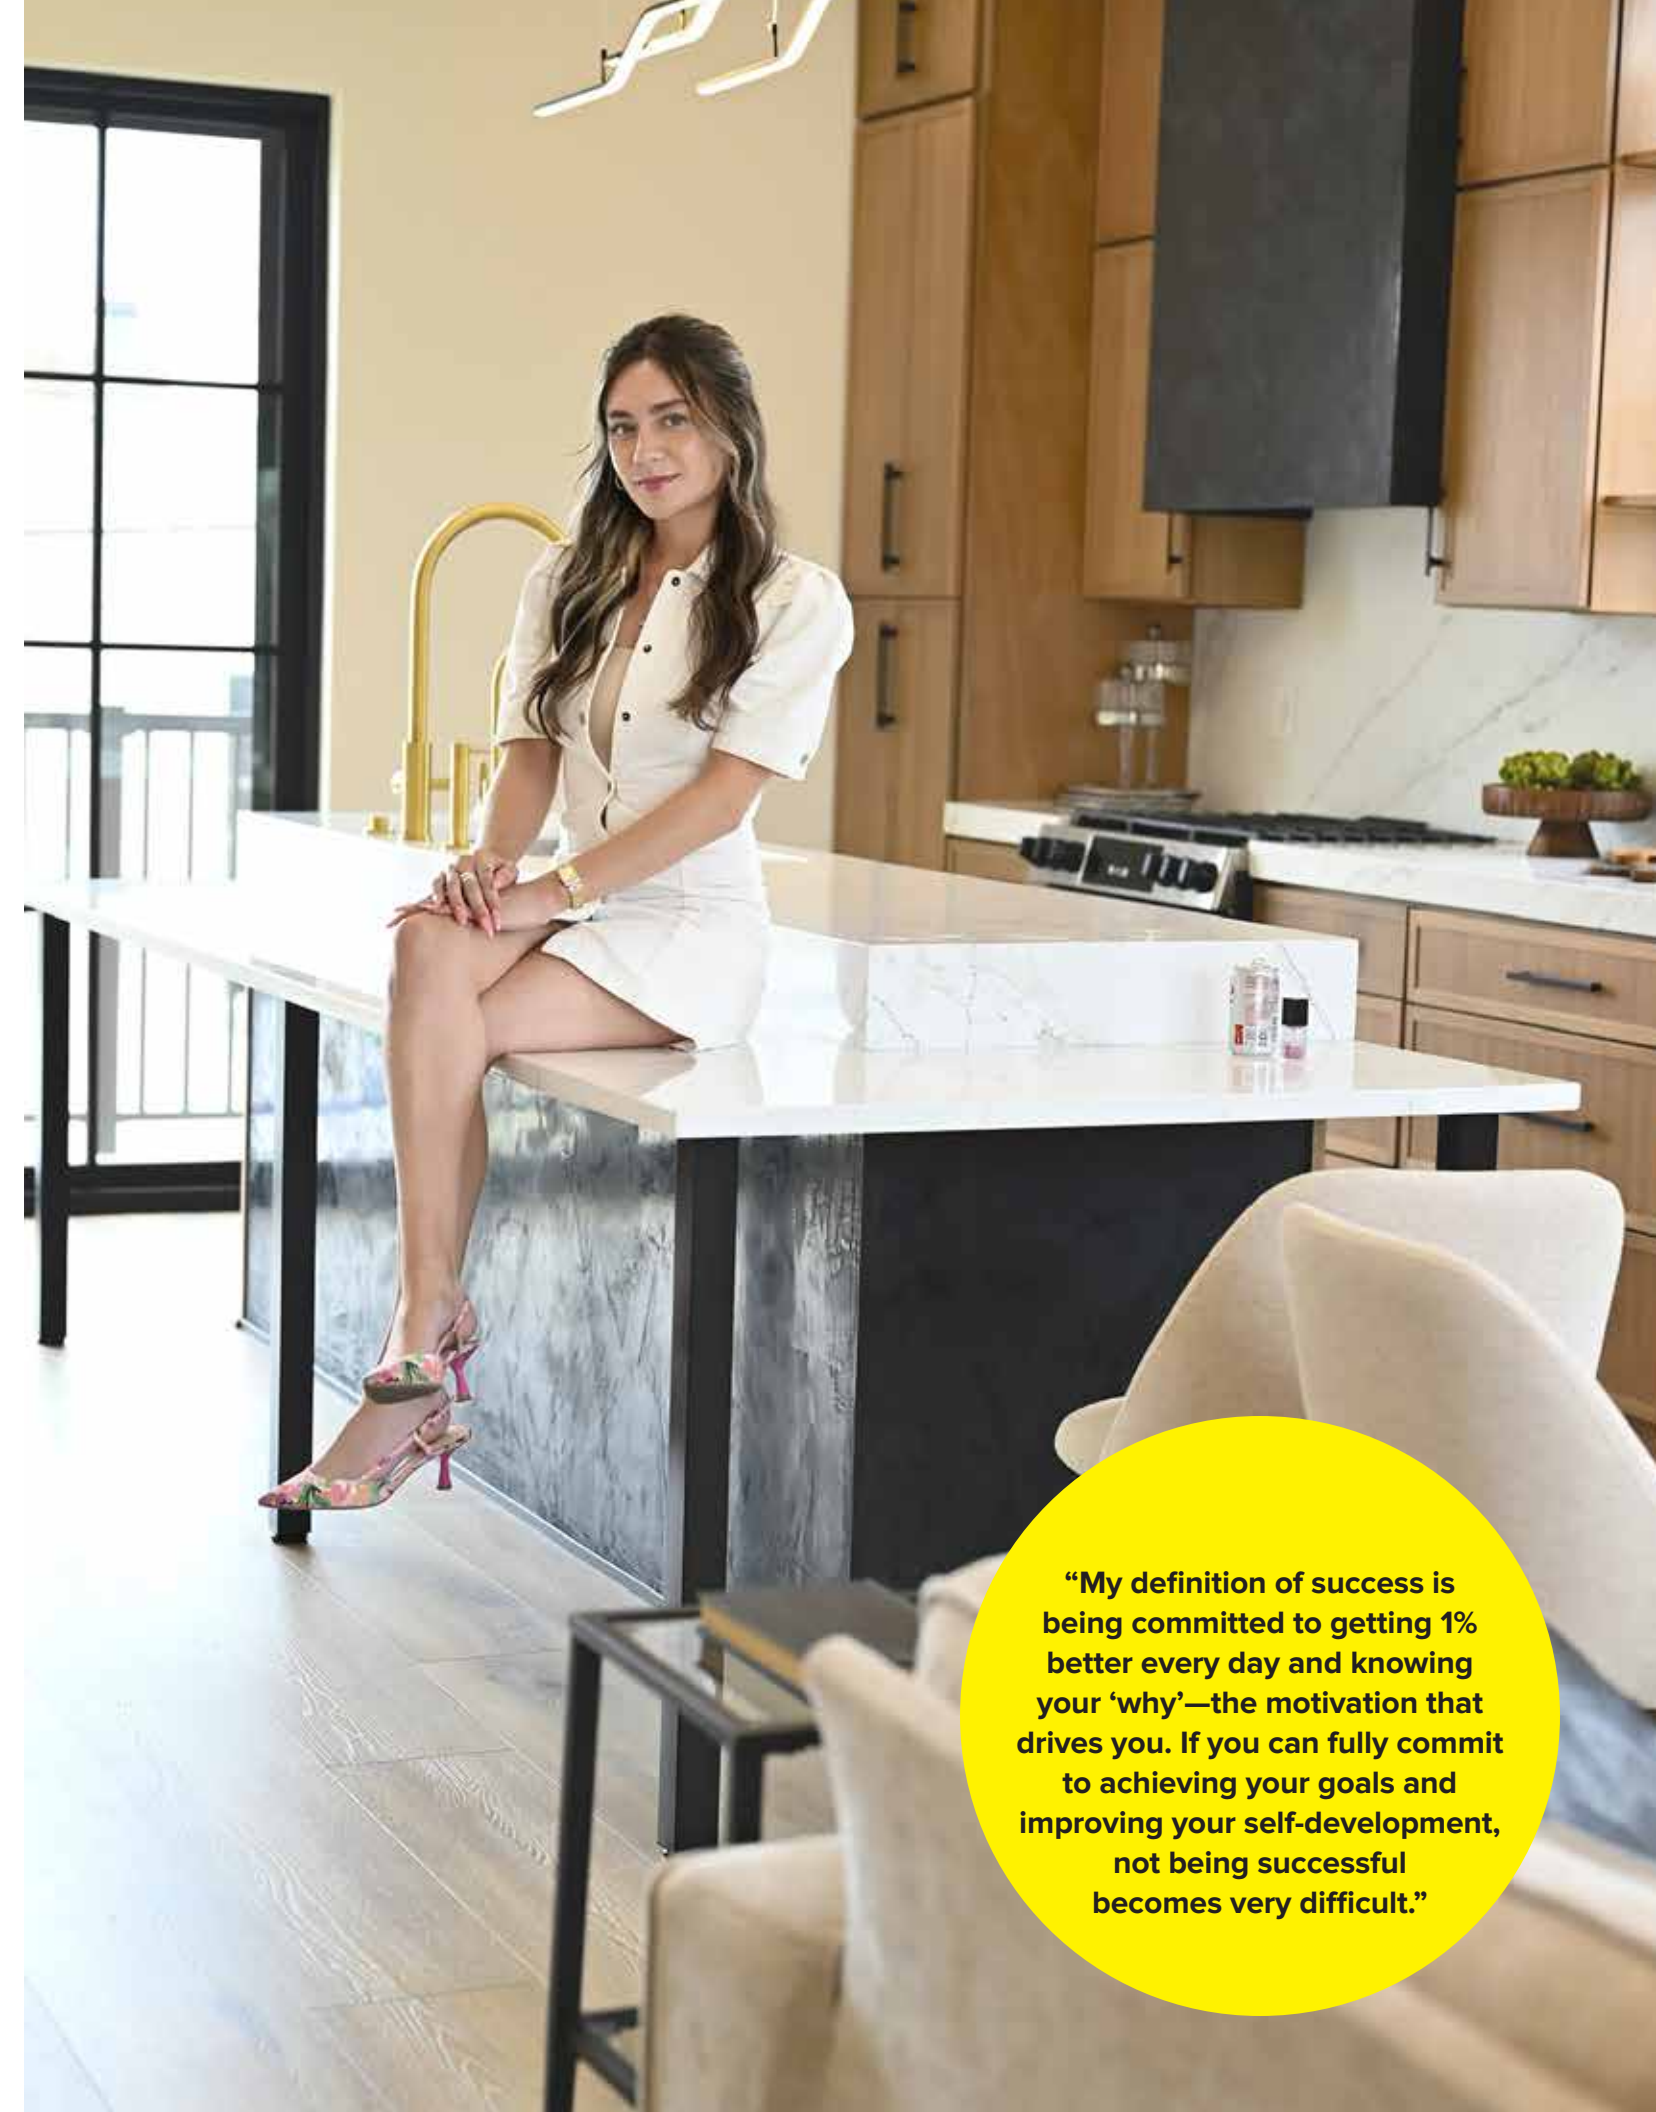 “My definition of success is
being committed to getting 1%
better every day and knowing
your ‘why’—the motivation that
drives you. If you can fully commit
to achieving your goals and
improving your self-development,
not being successful
becomes very difficult.”